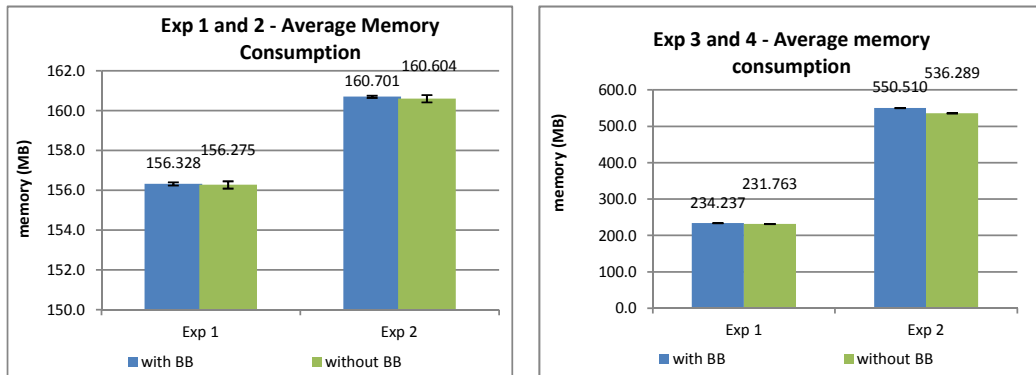 Exp 1 and 2 - Average Memory
Consumption
162.0
160.0
158.0
156.0
154.0
152.0
150.0
memory (MB)
156.328
156.275
160.701
160.604
Exp 1
Exp 2
with BB
without BB
Exp 3 and 4 - Average memory
consumption
600.0
500.0
400.0
300.0
200.0
100.0
0.0
memory (MB)
234.237
231.763
550.510
536.289
Exp 1
Exp 2
with BB
without BB